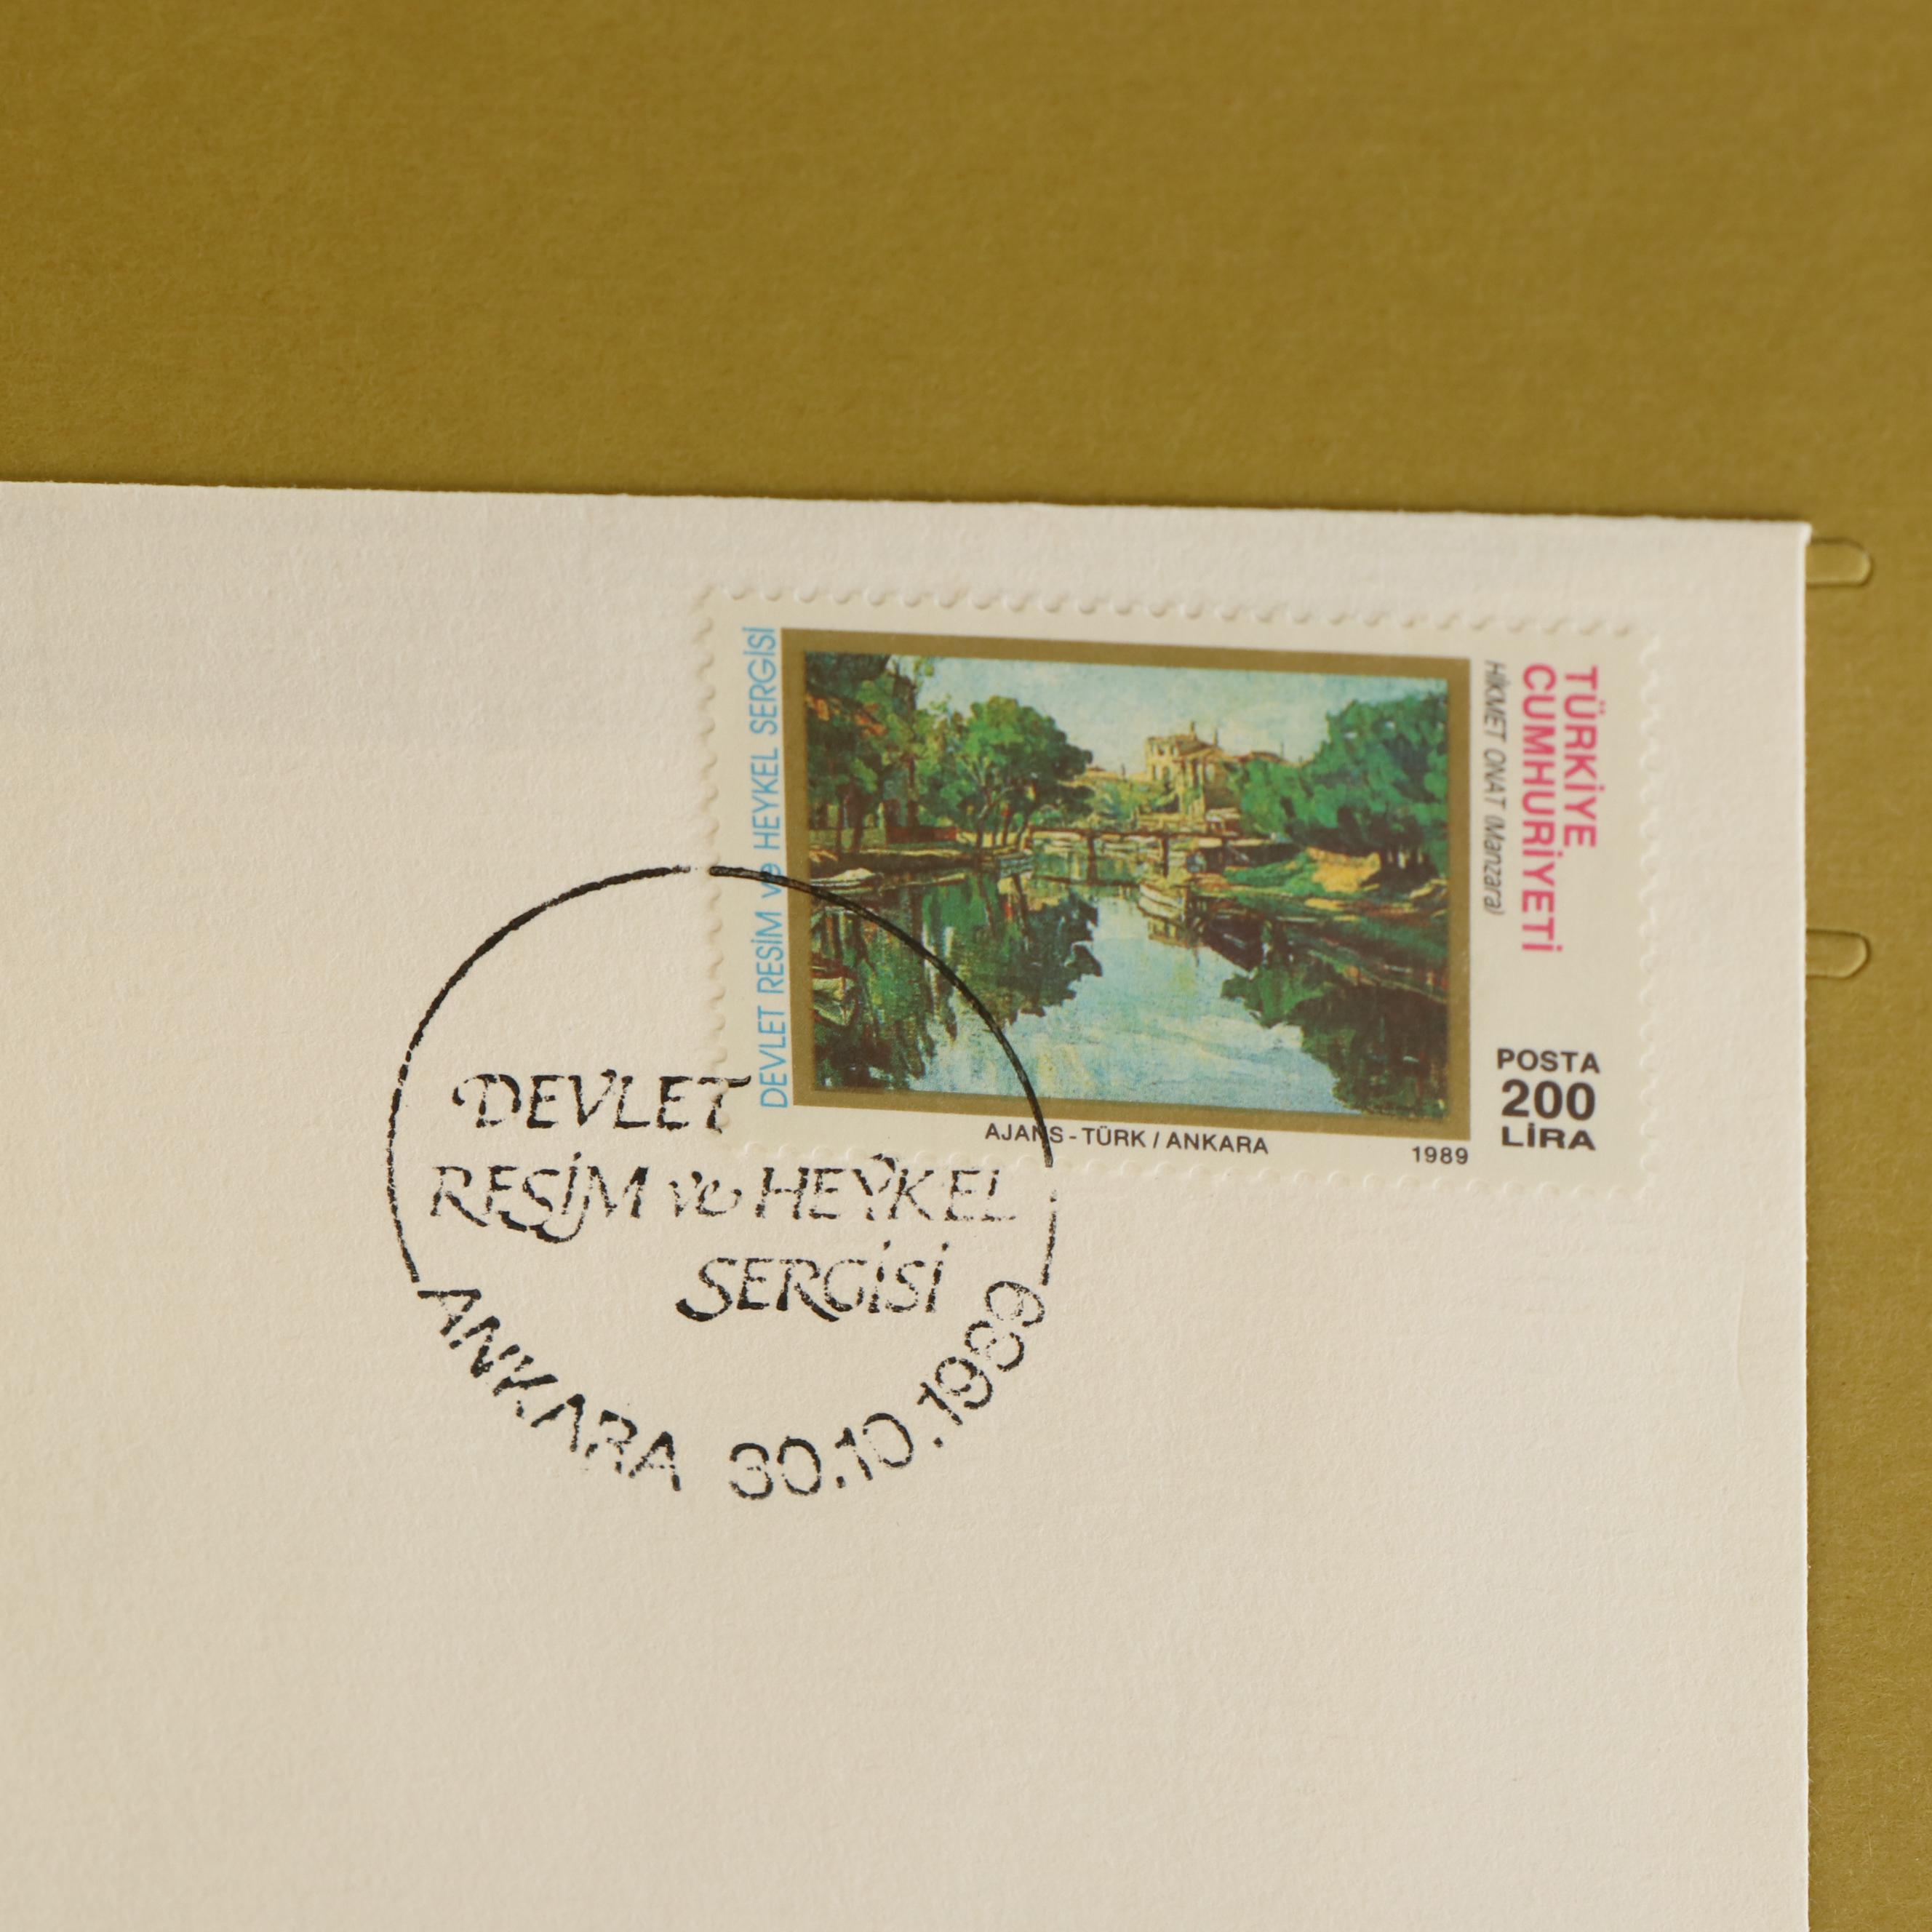 DEVLET RESİM ve HEYKEL SERGİSİ
TÜRKİYE
CUMHURİYETİ
HİKMET ONAT (Manzara)
POSTA
200
LİRA
AJANS-TÜRK / ANKARA
1989
DEVLET
RESİM ve HEYKEL
SERGİSİ
ANKARA 30.10.1989